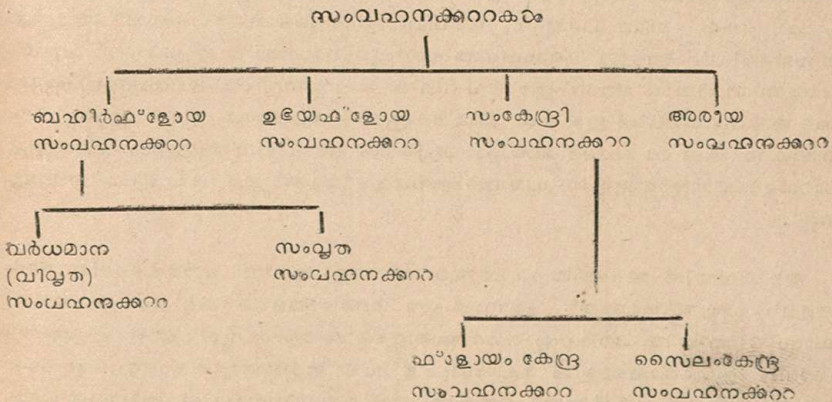 സംവഹനക്കററകൾ
ബഹിർഫ്ളോയ
സംവഹനക്കററ
ഉഭയഫ്ളോയ
സംവഹനക്കററ
സംകേന്ദ്രി
സംവഹനക്കററ
അരീയ
സംവഹനക്കററ
വർധമാന
(വിവൃത)
സംവഹനക്കററ
സംവൃത
സംവഹനക്കററ
ഫ്ളോയം കേന്ദ്ര
സംവഹനക്കററ
സൈലംകേന്ദ്ര
സംവഹനക്കററ